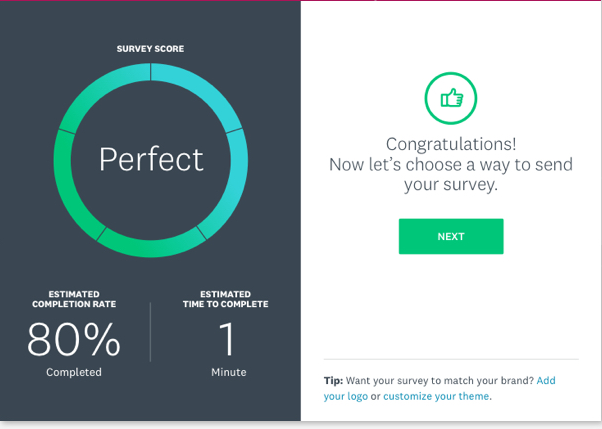 SURVEY SCORE
Perfect
ESTIMATED
COMPLETION RATE
80%
Completed
ESTIMATED
TIME TO COMPLETE
1
Minute
Congratulations!
Now let's choose a way to send
your survey.
NEXT
Tip: Want your survey to match your brand? Add
your logo or customize your theme.